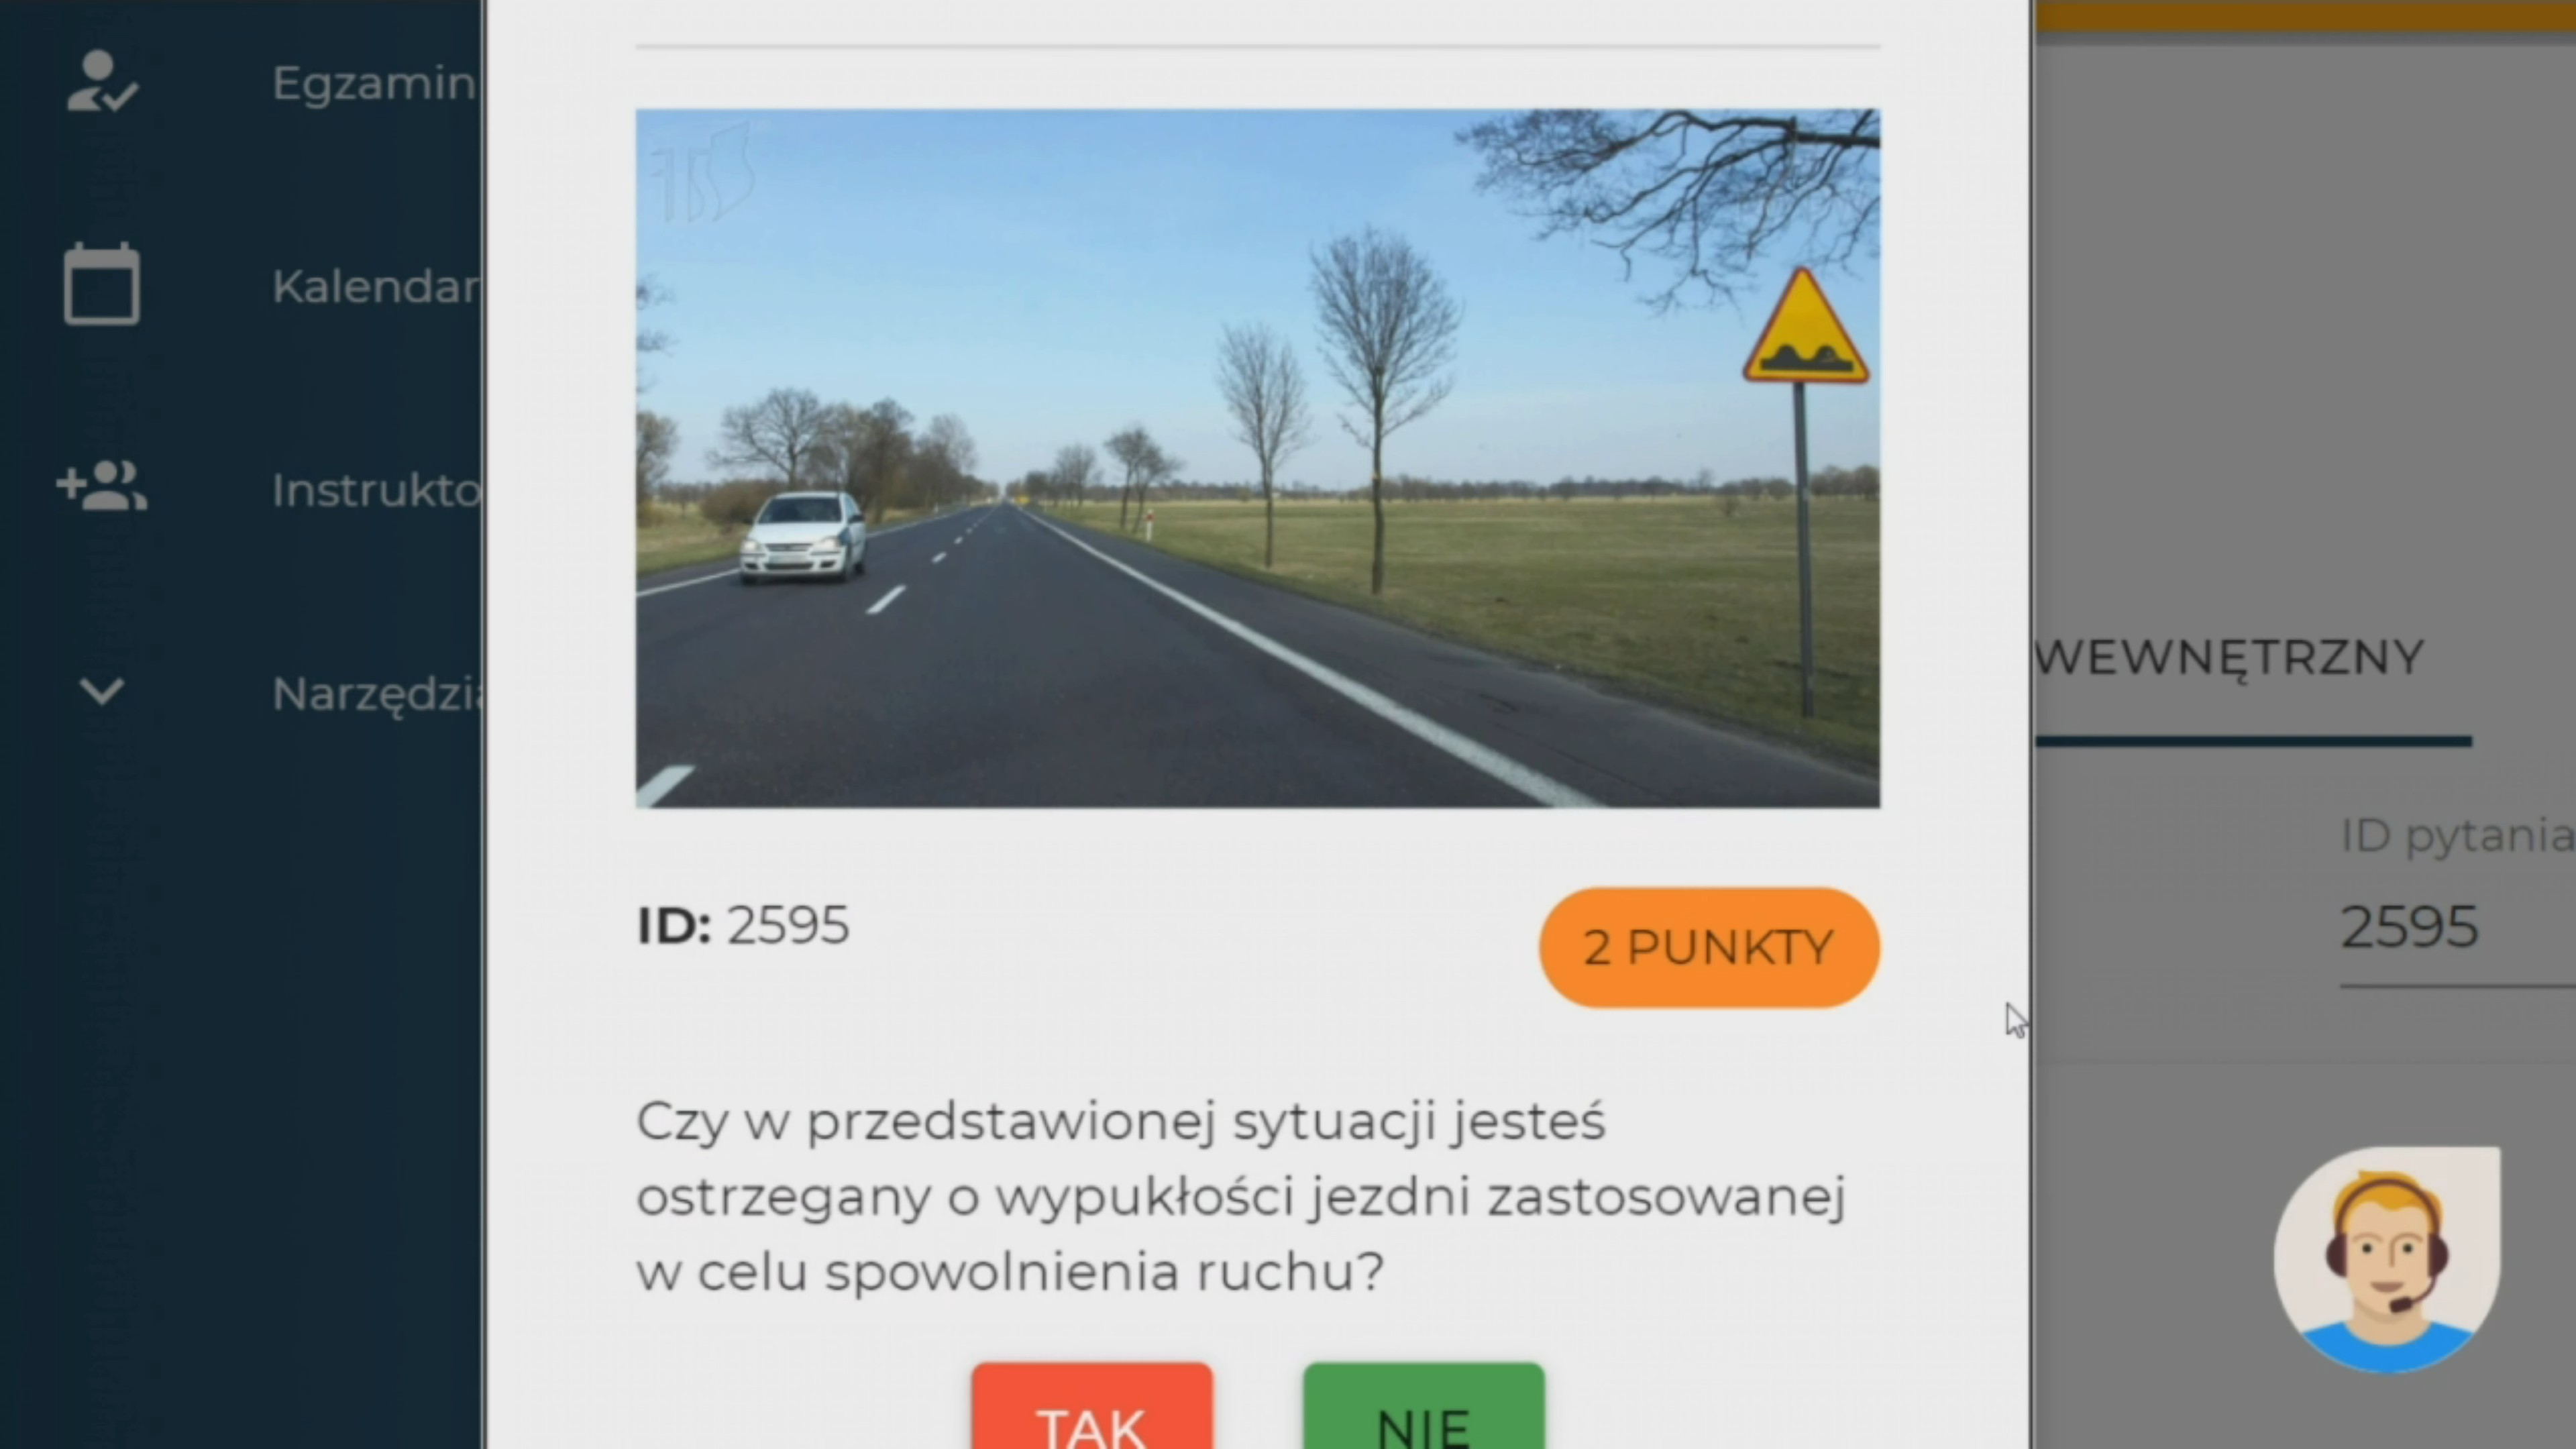 Egzamin
Kalendar
Instrukto
Narzędzia
WEWNĘTRZNY
ID pytania
2595
ID: 2595
2 PUNKTY
Czy w przedstawionej sytuacji jesteś
ostrzegany o wypukłości jezdni zastosowanej
w celu spowolnienia ruchu?
TAK
NIE